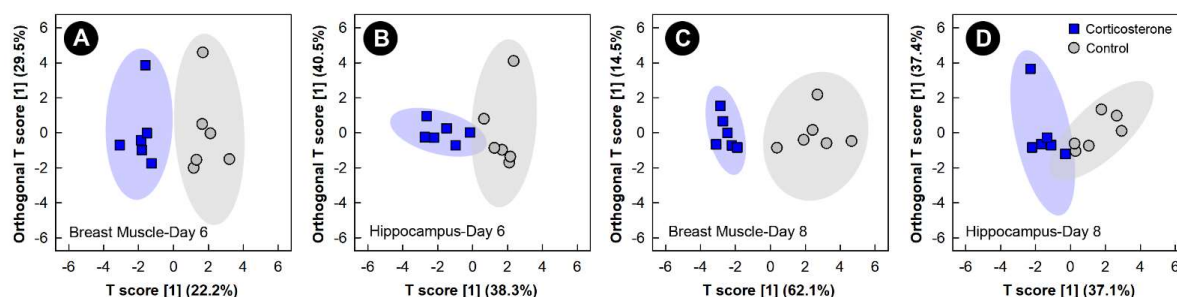 A
B
C
D
Corticosterone
Control
Orthogonal T score [1] (29.5%)
6
4
2
0
-2
-4
-6
Breast Muscle-Day 6
-6 -4 -2 0 2 4 6
T score [1] (22.2%)
Orthogonal T score [1] (40.5%)
6
4
2
0
-2
-4
-6
Hippocampus-Day 6
-6 -4 -2 0 2 4 6
T score [1] (38.3%)
Orthogonal T score [1] (14.5%)
6
4
2
0
-2
-4
-6
Breast Muscle-Day 8
-6 -4 -2 0 2 4 6
T score [1] (62.1%)
Orthogonal T score [1] (37.4%)
6
4
2
0
-2
-4
-6
Hippocampus-Day 8
-6 -4 -2 0 2 4 6
T score [1] (37.1%)